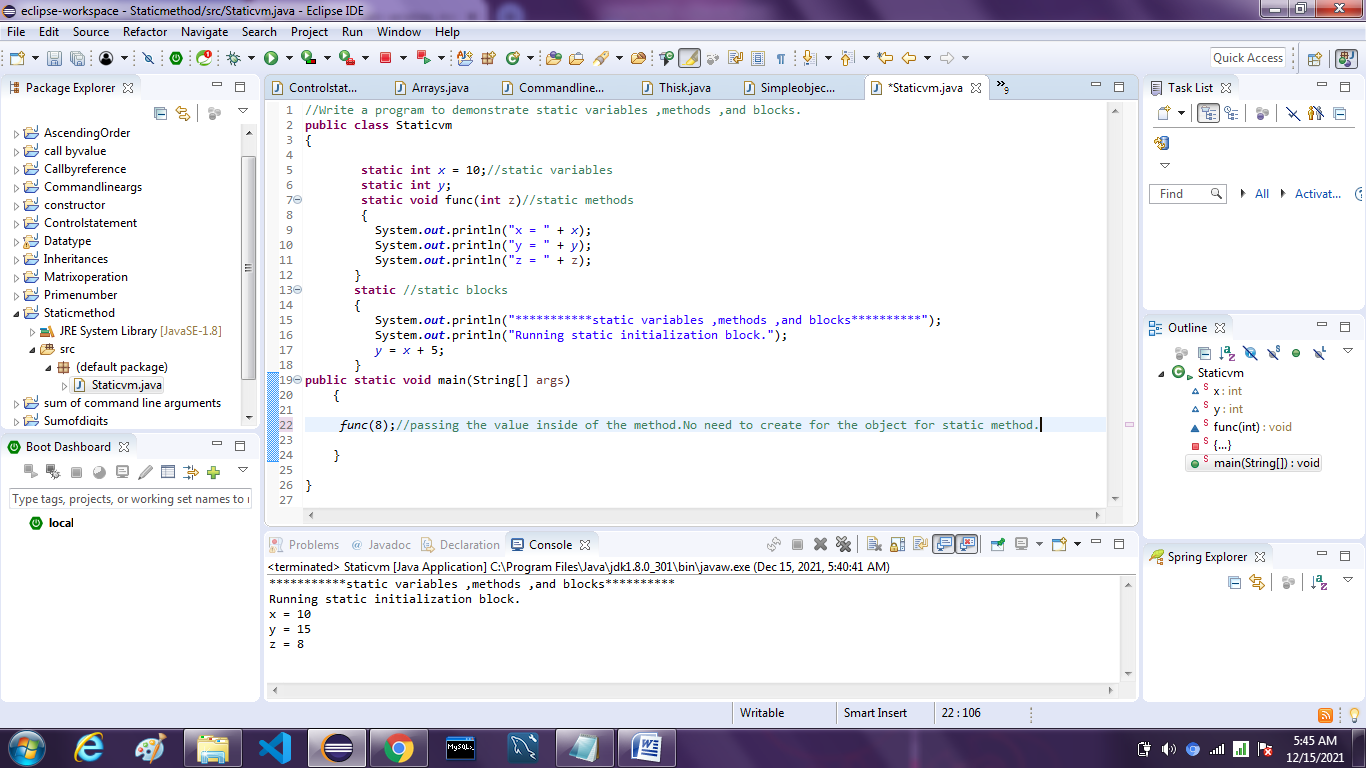 eclipse-workspace - Staticmethod/src/Staticvm.java - Eclipse IDE
File Edit Source Refactor Navigate Search Project Run Window Help
Quick Access
Package Explorer
AscendingOrder
call byvalue
Callbyreference
Commandlineargs
constructor
Controlstatement
Datatype
Inheritances
Matrixoperation
Primenumber
Staticmethod
JRE System Library [JavaSE-1.8]
src
(default package)
Staticvm.java
sum of command line arguments
Sumofdigits
Boot Dashboard
Type tags, projects, or working set names to
local
Controlstat... Arrays.java Commandline... Thisk.java Simpleobjec... *Staticvm.java »9
1 //Write a program to demonstrate static variables ,methods ,and blocks.
2 public class Staticvm
3 {
4
5 static int x = 10;//static variables
6 static int y;
7 static void func(int z)//static methods
8 {
9 System.out.println("x = " + x);
10 System.out.println("y = " + y);
11 System.out.println("z = " + z);
12 }
13 static //static blocks
14 {
15 System.out.println("***********static variables ,methods ,and blocks**********");
16 System.out.println("Running static initialization block.");
17 y = x + 5;
18 }
19 public static void main(String[] args)
20 {
21
22 func(8);//passing the value inside of the method.No need to create for the object for static method.
23
24 }
25
26 }
27
Problems @ Javadoc Declaration Console
<terminated> Staticvm [Java Application] C:\Program Files\Java\jdk1.8.0_301\bin\javaw.exe (Dec 15, 2021, 5:40:41 AM)
***********static variables ,methods ,and blocks**********
Running static initialization block.
x = 10
y = 15
z = 8
Task List
Find All Activat...
Outline
Staticvm
x : int
y : int
func(int) : void
{...}
main(String[]) : void
Spring Explorer
Writable Smart Insert 22 : 106
MySQL
5:45 AM
12/15/2021